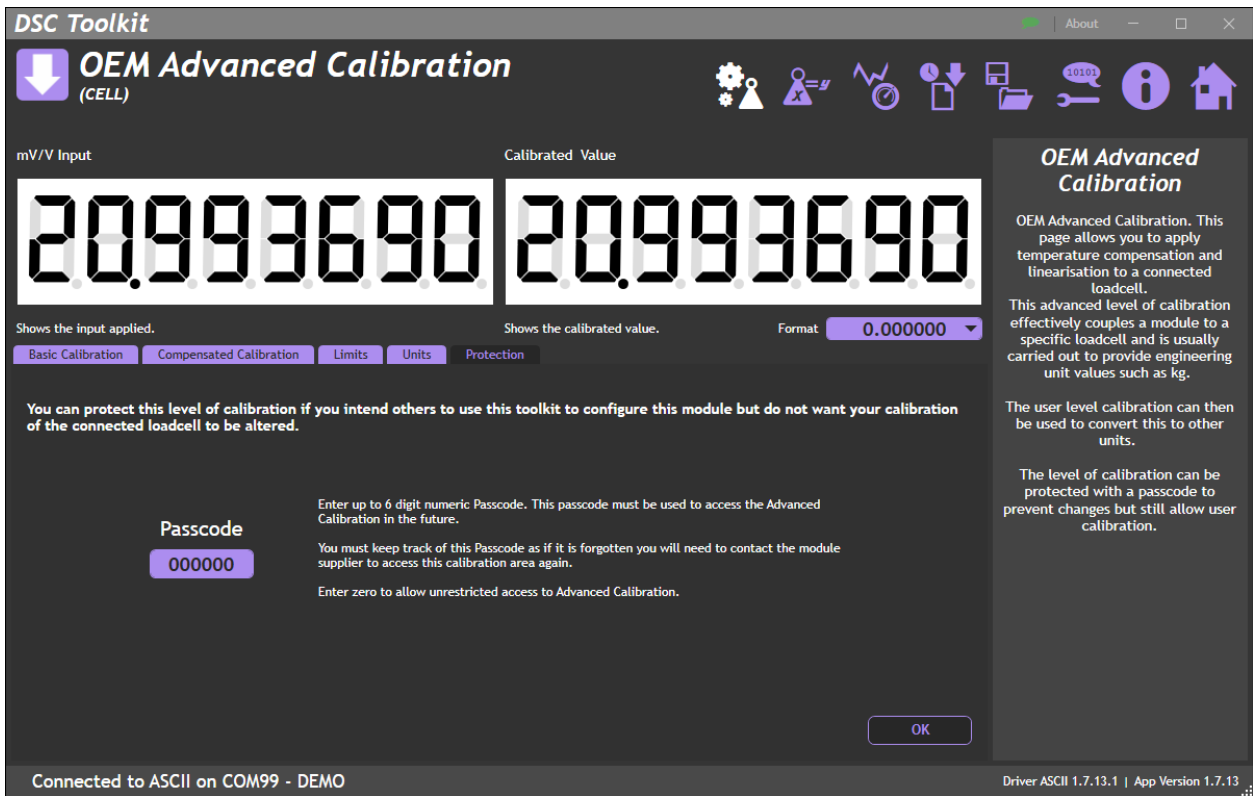 DSC Toolkit
About
OEM Advanced Calibration
(CELL)
X = y
10101
mV/V Input
Calibrated Value
20.993690
20.993690
Shows the input applied.
Shows the calibrated value.
Format
0.000000
Basic Calibration
Compensated Calibration
Limits
Units
Protection
You can protect this level of calibration if you intend others to use this toolkit to configure this module but do not want your calibration
of the connected loadcell to be altered.
Passcode
000000
Enter up to 6 digit numeric Passcode. This passcode must be used to access the Advanced
Calibration in the future.
You must keep track of this Passcode as if it is forgotten you will need to contact the module
supplier to access this calibration area again.
Enter zero to allow unrestricted access to Advanced Calibration.
OK
OEM Advanced
Calibration
OEM Advanced Calibration. This
page allows you to apply
temperature compensation and
linearisation to a connected
loadcell.
This advanced level of calibration
effectively couples a module to a
specific loadcell and is usually
carried out to provide engineering
unit values such as kg.
The user level calibration can then
be used to convert this to other
units.
The level of calibration can be
protected with a passcode to
prevent changes but still allow user
calibration.
Connected to ASCII on COM99 - DEMO
Driver ASCII 1.7.13.1 | App Version 1.7.13